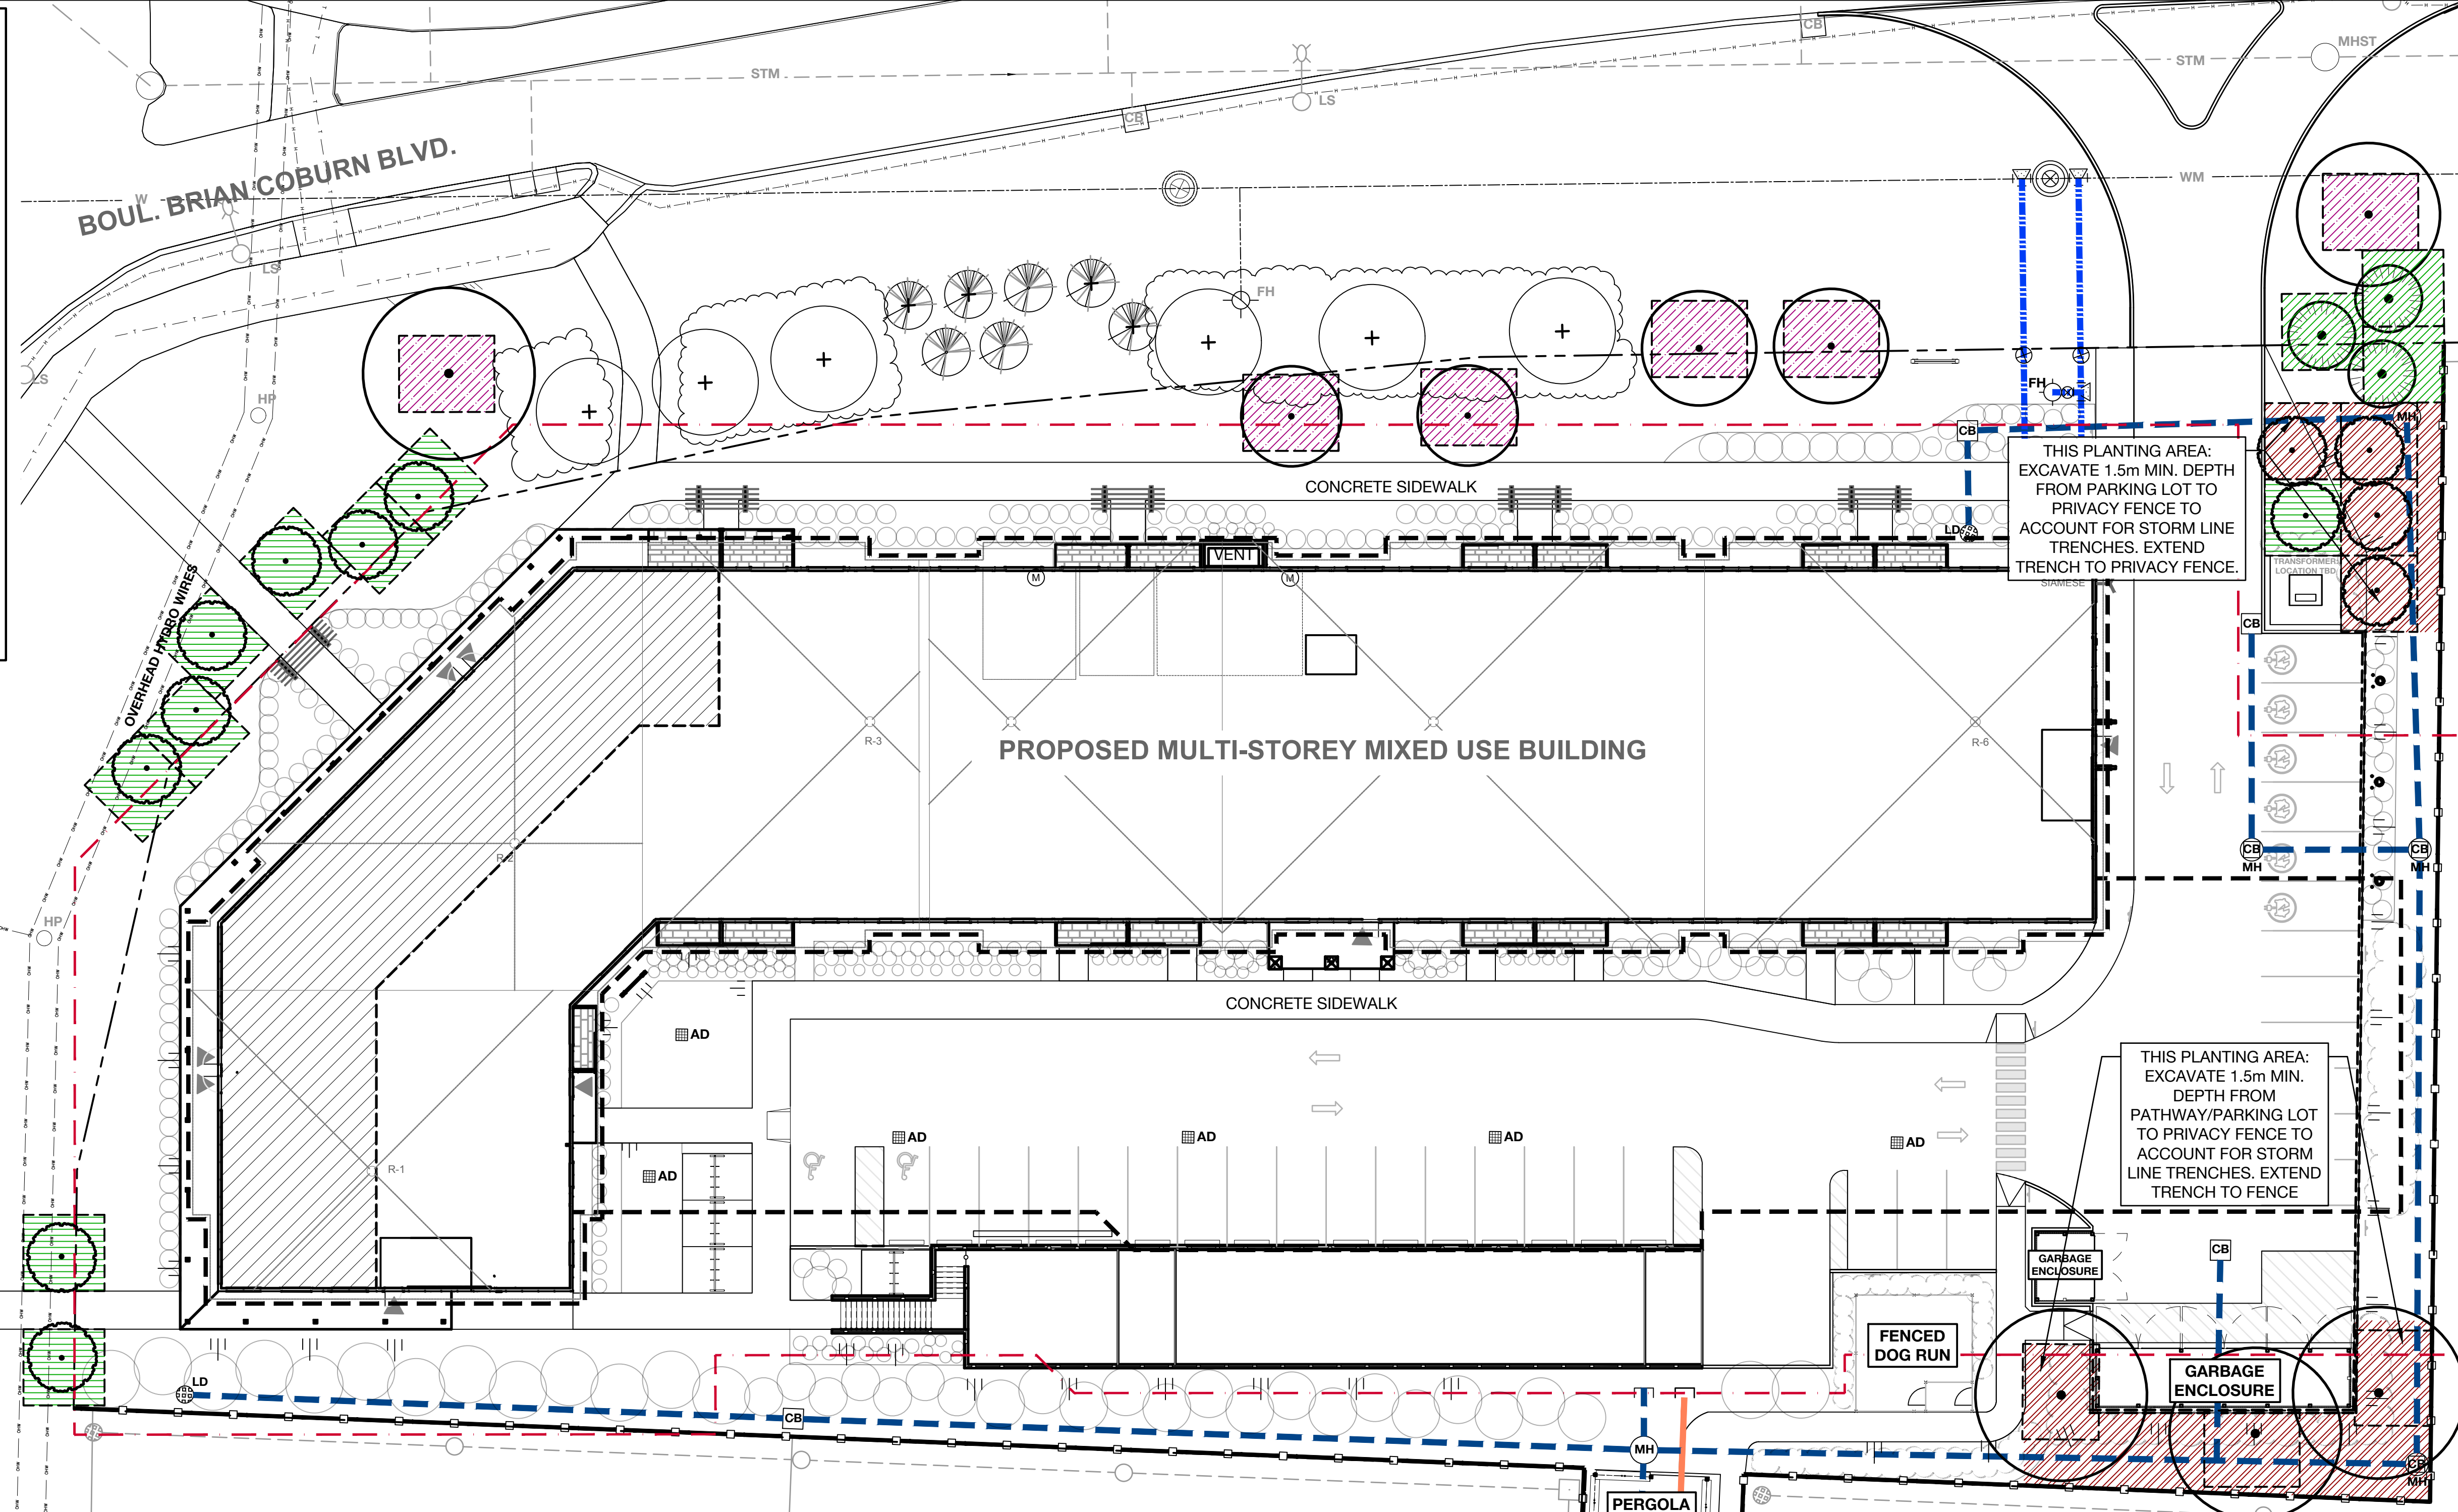 CB
MHST
STM
STM
LS
CB
BOUL. BRIAN COBURN BLVD.
W
WM
LS
FH
LS
HP
FH
MH
CB
THIS PLANTING AREA:
EXCAVATE 1.5m MIN. DEPTH
FROM PARKING LOT TO
PRIVACY FENCE TO
ACCOUNT FOR STORM LINE
TRENCHES. EXTEND
TRENCH TO PRIVACY FENCE.
CONCRETE SIDEWALK
LD
VENT
M
M
SIAMESE
TRANSFORMER
LOCATION TBD
OVERHEAD HYDRO WIRES
CB
R-3
PROPOSED MULTI-STOREY MIXED USE BUILDING
R-6
R-2
CB
MH
CB
MH
HP
CONCRETE SIDEWALK
AD
THIS PLANTING AREA:
EXCAVATE 1.5m MIN.
DEPTH FROM
PATHWAY/PARKING LOT
TO PRIVACY FENCE TO
ACCOUNT FOR STORM
LINE TRENCHES. EXTEND
TRENCH TO FENCE
AD
AD
AD
AD
R-1
AD
GARBAGE
ENCLOSURE
CB
FENCED
DOG RUN
GARBAGE
ENCLOSURE
LD
CB
MH
CB
MH
PERGOLA